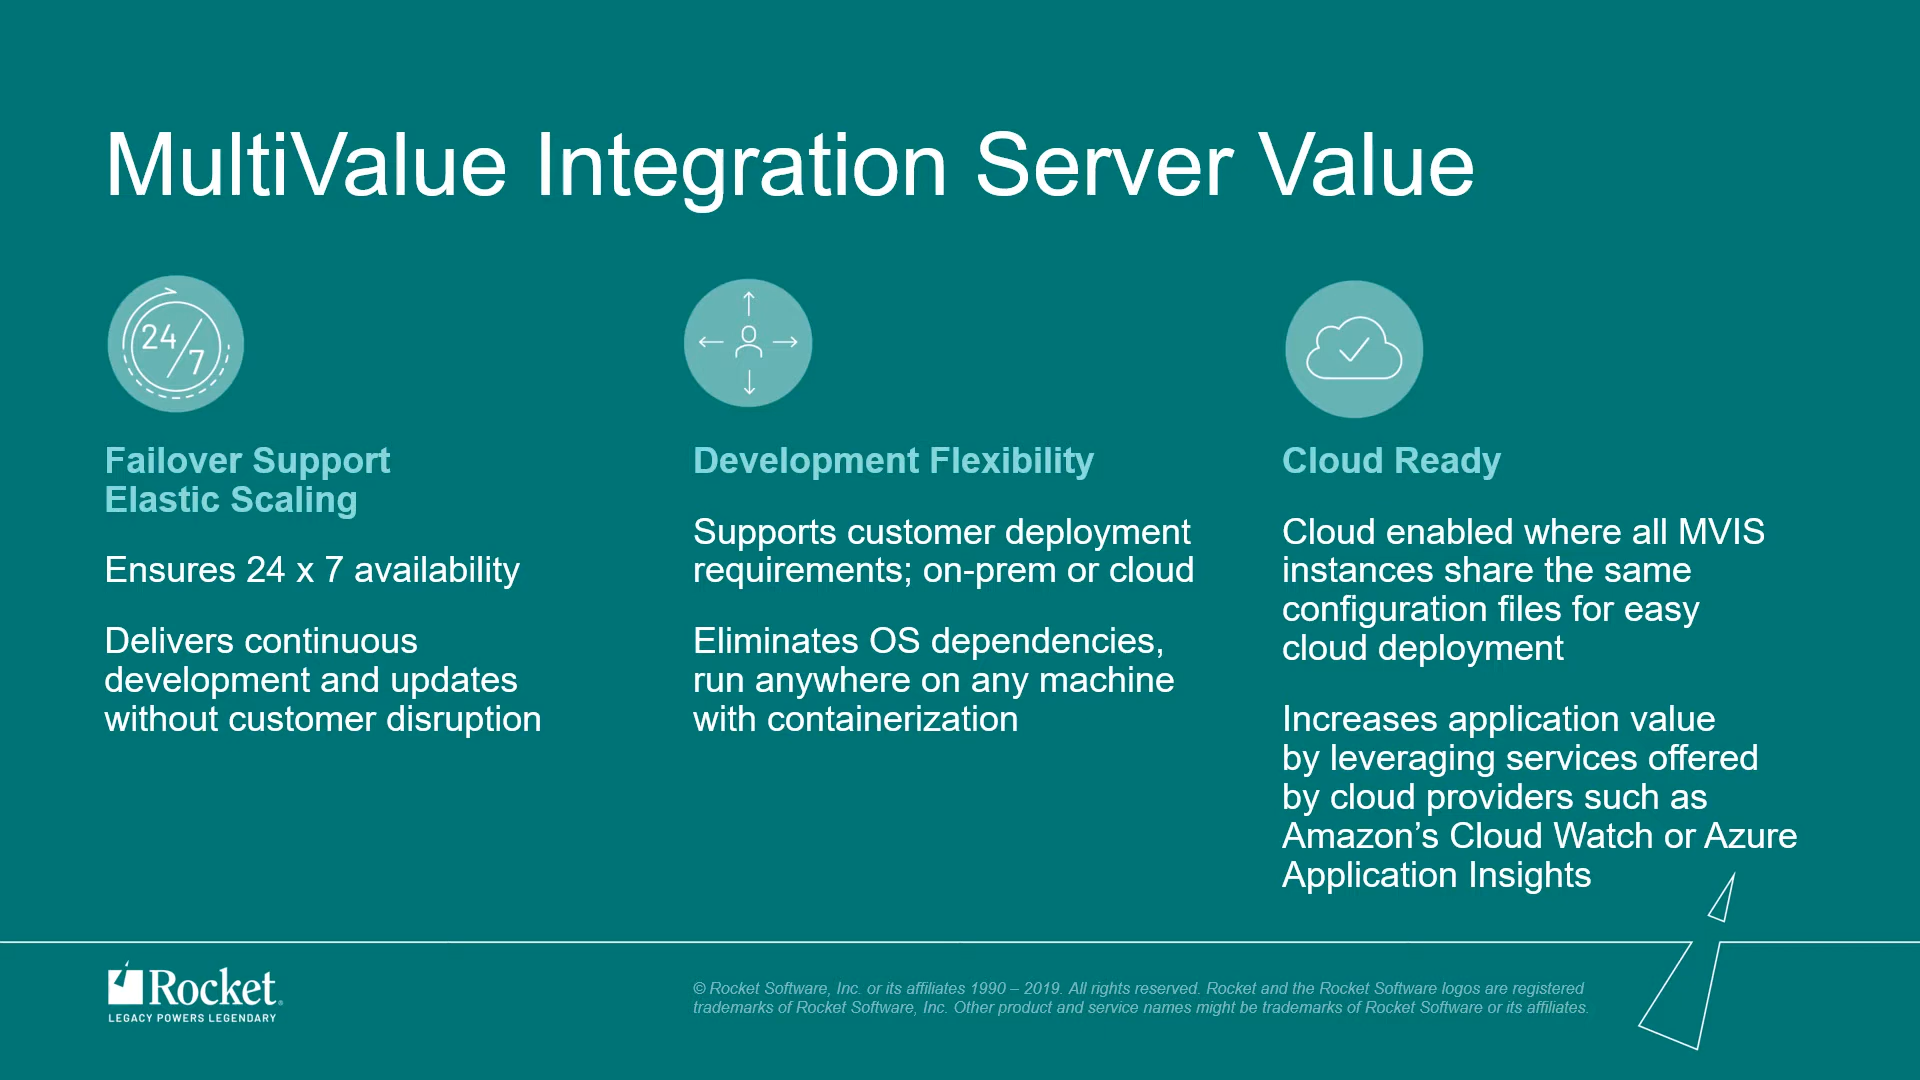 MultiValue Integration Server Value
24/7
Failover Support
Elastic Scaling
Ensures 24 x 7 availability
Delivers continuous
development and updates
without customer disruption
Development Flexibility
Supports customer deployment
requirements; on-prem or cloud
Eliminates OS dependencies,
run anywhere on any machine
with containerization
Cloud Ready
Cloud enabled where all MVIS
instances share the same
configuration files for easy
cloud deployment
Increases application value
by leveraging services offered
by cloud providers such as
Amazon’s Cloud Watch or Azure
Application Insights
Rocket®
LEGACY POWERS LEGENDARY
© Rocket Software, Inc. or its affiliates 1990 – 2019. All rights reserved. Rocket and the Rocket Software logos are registered
trademarks of Rocket Software, Inc. Other product and service names might be trademarks of Rocket Software or its affiliates.